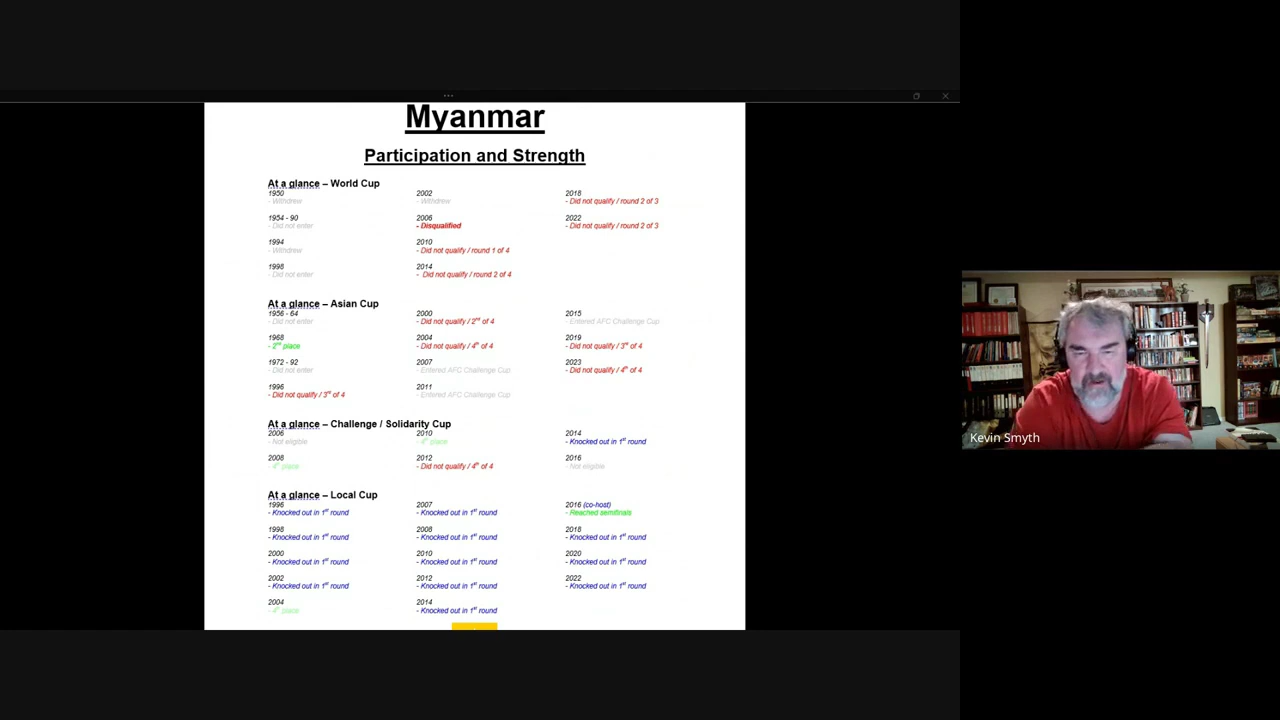 Myanmar
Participation and Strength
At a glance – World Cup
1950
- Withdrew
1954 - 90
- Did not enter
1994
- Withdrew
1998
- Did not enter
2002
- Withdrew
2006
- Disqualified
2010
- Did not qualify / round 1 of 4
2014
- Did not qualify / round 2 of 4
2018
- Did not qualify / round 2 of 3
2022
- Did not qualify / round 2 of 3
At a glance – Asian Cup
1956 - 64
- Did not enter
1968
- 2nd place
1972 - 92
- Did not enter
1996
- Did not qualify / 3rd of 4
2000
- Did not qualify / 2nd of 4
2004
- Did not qualify / 4th of 4
2007
- Entered AFC Challenge Cup
2011
- Entered AFC Challenge Cup
2015
- Entered AFC Challenge Cup
2019
- Did not qualify / 3rd of 4
2023
- Did not qualify / 4th of 4
At a glance – Challenge / Solidarity Cup
2006
- Not eligible
2008
- 4th place
2010
- 4th place
2012
- Did not qualify / 4th of 4
2014
- Knocked out in 1st round
2016
- Not eligible
At a glance – Local Cup
1996
- Knocked out in 1st round
1998
- Knocked out in 1st round
2000
- Knocked out in 1st round
2002
- Knocked out in 1st round
2004
- 4th place
2007
- Knocked out in 1st round
2008
- Knocked out in 1st round
2010
- Knocked out in 1st round
2012
- Knocked out in 1st round
2014
- Knocked out in 1st round
2016 (co-host)
- Reached semifinals
2018
- Knocked out in 1st round
2020
- Knocked out in 1st round
2022
- Knocked out in 1st round
Kevin Smyth